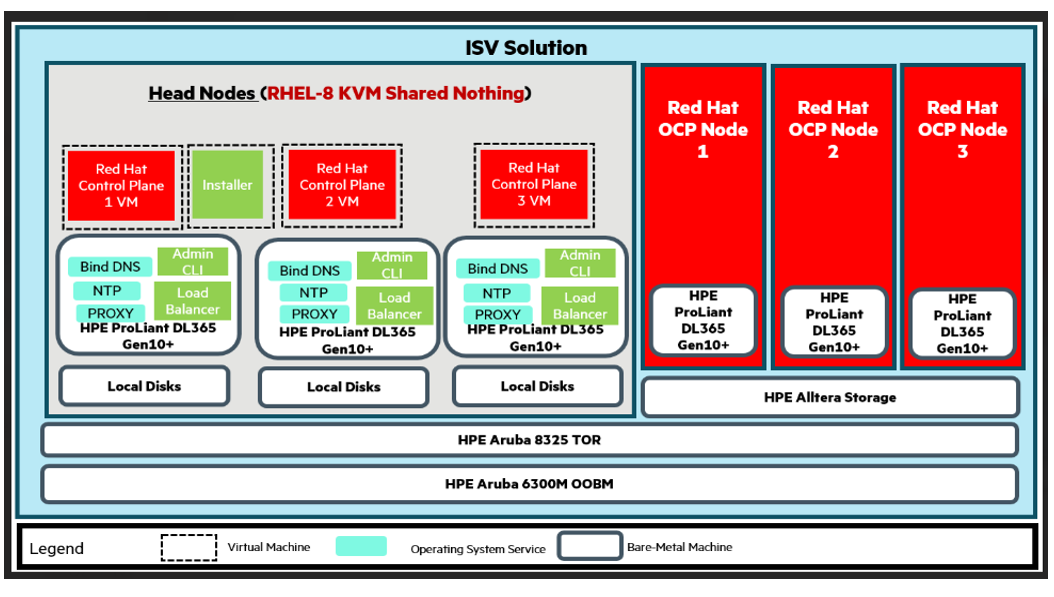 ISV Solution
Head Nodes (RHEL-8 KVM Shared Nothing)
Red Hat
Control Plane
1 VM
Installer
Red Hat
Control Plane
2 VM
Red Hat
Control Plane
3 VM
Bind DNS
NTP
PROXY
Admin
CLI
Load
Balancer
HPE ProLiant DL365
Gen10+
Bind DNS
NTP
PROXY
Admin
CLI
Load
Balancer
HPE ProLiant DL365
Gen10+
Bind DNS
NTP
PROXY
Admin
CLI
Load
Balancer
HPE ProLiant DL365
Gen10+
Local Disks
Local Disks
Local Disks
Red Hat
OCP Node
1
HPE
ProLiant
DL365
Gen10+
Red Hat
OCP Node
2
HPE
ProLiant
DL365
Gen10+
Red Hat
OCP Node
3
HPE
ProLiant
DL365
Gen10+
HPE Alltera Storage
HPE Aruba 8325 TOR
HPE Aruba 6300M OOBM
Legend
Virtual Machine
Operating System Service
Bare-Metal Machine